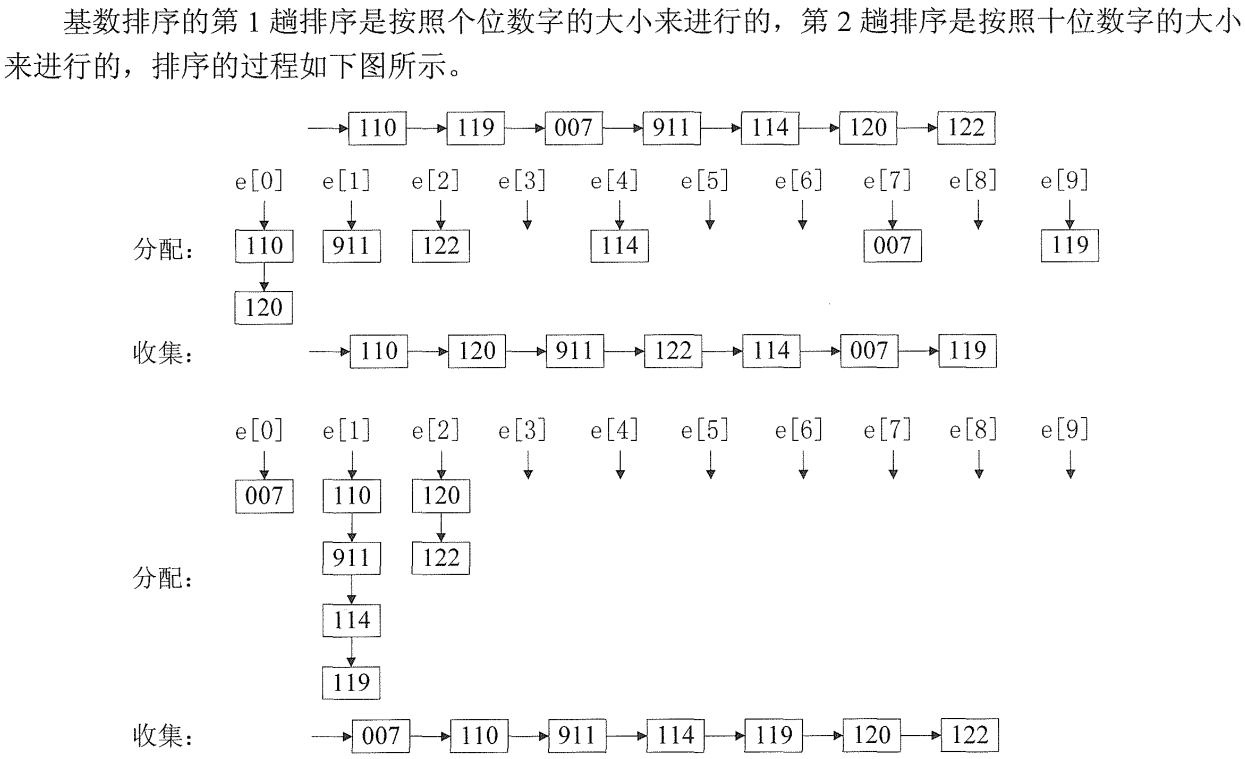 基数排序的第 1 趟排序是按照个位数字的大小来进行的，第 2 趟排序是按照十位数字的大小
来进行的，排序的过程如下图所示。
110 119 007 911 114 120 122
e[0] e[1] e[2] e[3] e[4] e[5] e[6] e[7] e[8] e[9]
分配： 110 911 122 114 007 119
120
收集： 110 120 911 122 114 007 119
e[0] e[1] e[2] e[3] e[4] e[5] e[6] e[7] e[8] e[9]
007 110 120
911 122
分配：
114
119
收集： 007 110 911 114 119 120 122